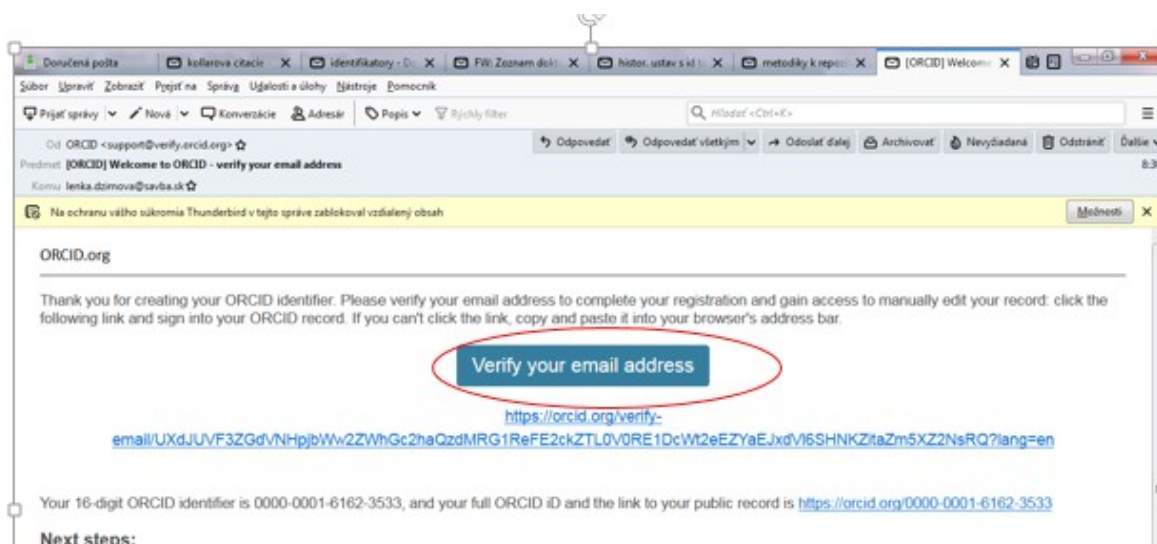 Doručená pošta kollarova citacie identifikatory - Do FW: Zoznam dokt histor. ustav s id [ORCID] Welcome
Súbor Upraviť Zobraziť Prejsť na Správa Udalosti a úlohy Nástroje Pomocník
Prijať správy Nová Konverzácie Adresár Popis Rýchly filter Hľadať <Ctrl+K>
Od ORCID <support@verify.orcid.org> Odpovedať Odpovedať všetkým Odoslať ďalej Archivovať Nevyžiadaná Odstrániť Ďalšie
Predmet [ORCID] Welcome to ORCID - verify your email address 8:3
Komu lenka.dzimova@savba.sk
Na ochranu vášho súkromia Thunderbird v tejto správe zablokoval vzdialený obsah Možnosti
ORCID.org
Thank you for creating your ORCID identifier. Please verify your email address to complete your registration and gain access to manually edit your record: click the
following link and sign into your ORCID record. If you can't click the link, copy and paste it into your browser's address bar.
Verify your email address
https://orcid.org/verify-
Your 16-digit ORCID identifier is 0000-0001-6162-3533, and your full ORCID iD and the link to your public record is https://orcid.org/0000-0001-6162-3533
Next steps: